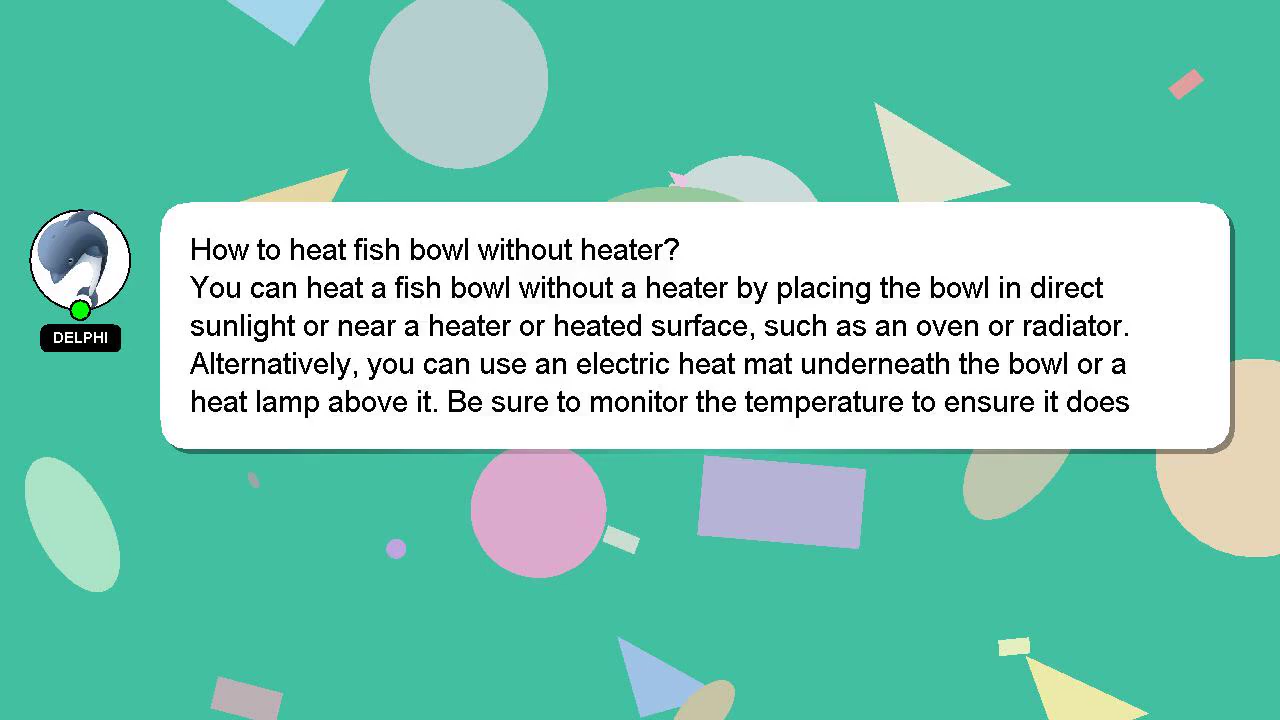 How to heat fish bowl without heater?
You can heat a fish bowl without a heater by placing the bowl in direct
sunlight or near a heater or heated surface, such as an oven or radiator.
Alternatively, you can use an electric heat mat underneath the bowl or a
heat lamp above it. Be sure to monitor the temperature to ensure it does
DELPHI